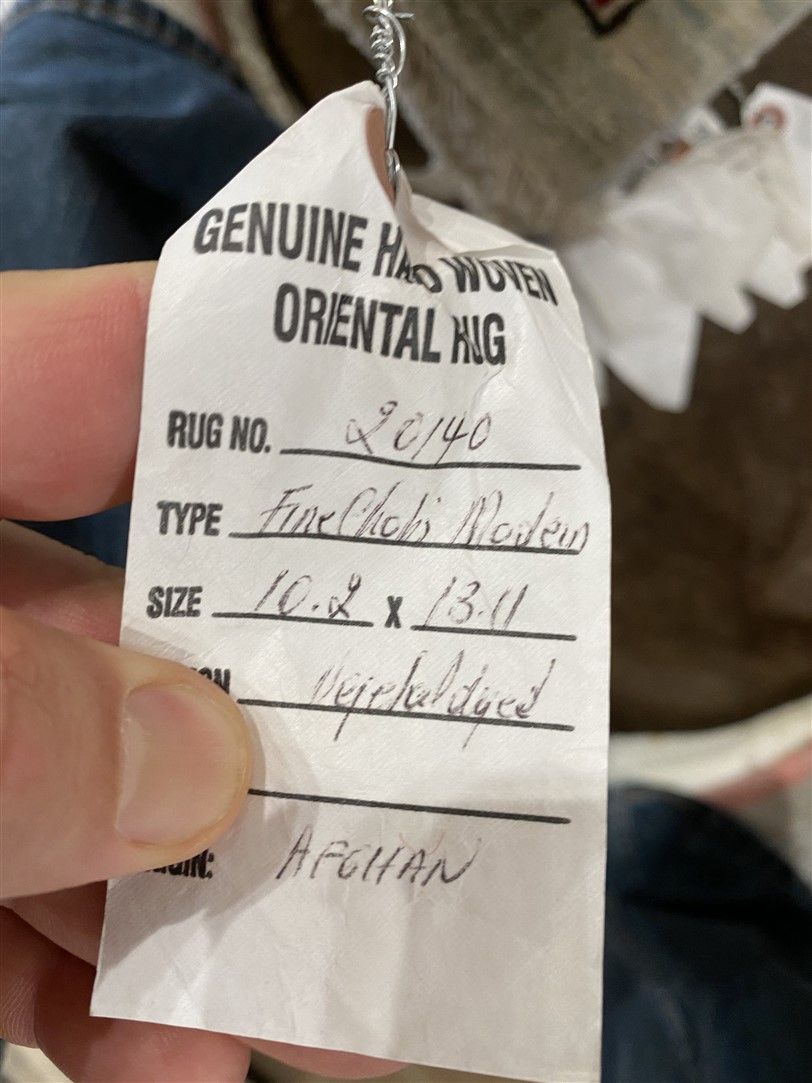 GENUINE HAND WOVEN
ORIENTAL RUG
RUG NO. 20140
TYPE Fine Chobi Modern
SIZE 10.2 X 13.11
Vegetal dyed
AFGHAN